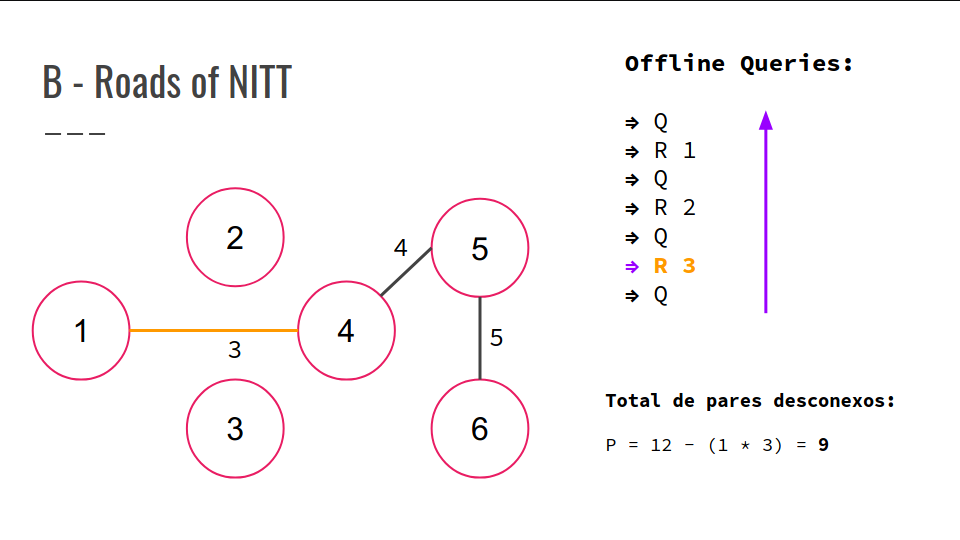 B - Roads of NITT
Offline Queries:
⇒ Q
⇒ R 1
⇒ Q
⇒ R 2
⇒ Q
⇒ R 3
⇒ Q
2
5
4
1
4
3
5
3
6
Total de pares desconexos:
P = 12 - (1 * 3) = 9